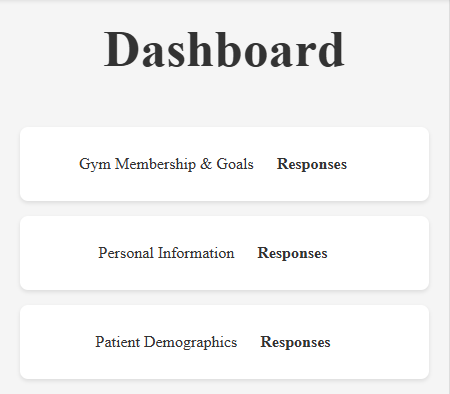 Dashboard
Gym Membership & Goals Responses
Personal Information Responses
Patient Demographics Responses